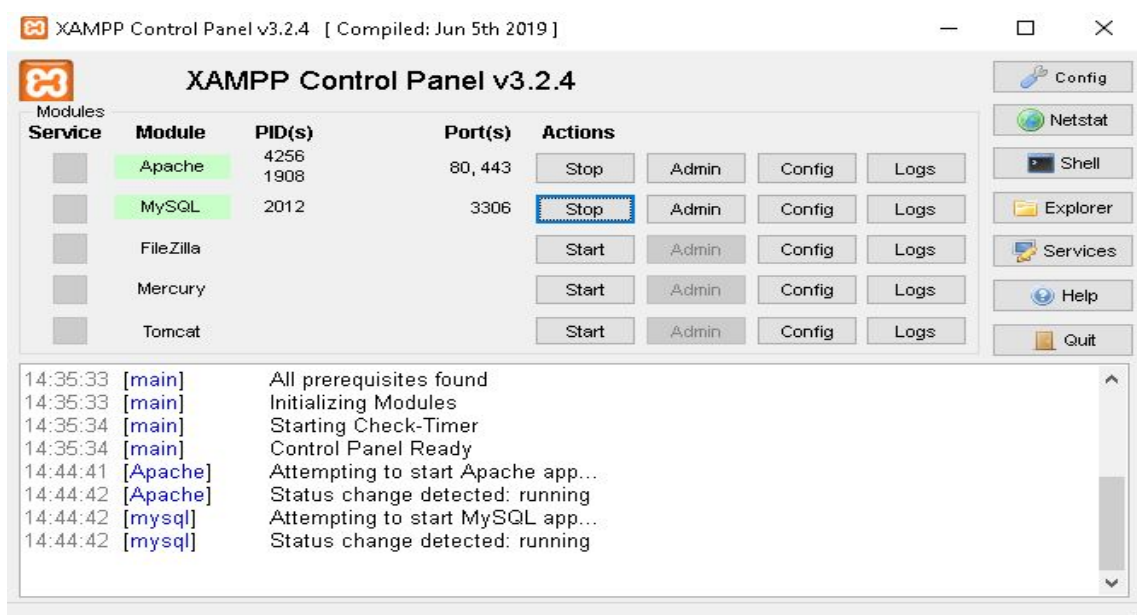 XAMPP Control Panel v3.2.4 [ Compiled: Jun 5th 2019 ]
XAMPP Control Panel v3.2.4
Config
Modules
Service Module PID(s) Port(s) Actions
Netstat
Apache 4256 1908 80, 443 Stop Admin Config Logs
Shell
MySQL 2012 3306 Stop Admin Config Logs
Explorer
FileZilla Start Admin Config Logs
Services
Mercury Start Admin Config Logs
Help
Tomcat Start Admin Config Logs
Quit
14:35:33 [main] All prerequisites found
14:35:33 [main] Initializing Modules
14:35:34 [main] Starting Check-Timer
14:35:34 [main] Control Panel Ready
14:44:41 [Apache] Attempting to start Apache app...
14:44:42 [Apache] Status change detected: running
14:44:42 [mysql] Attempting to start MySQL app...
14:44:42 [mysql] Status change detected: running